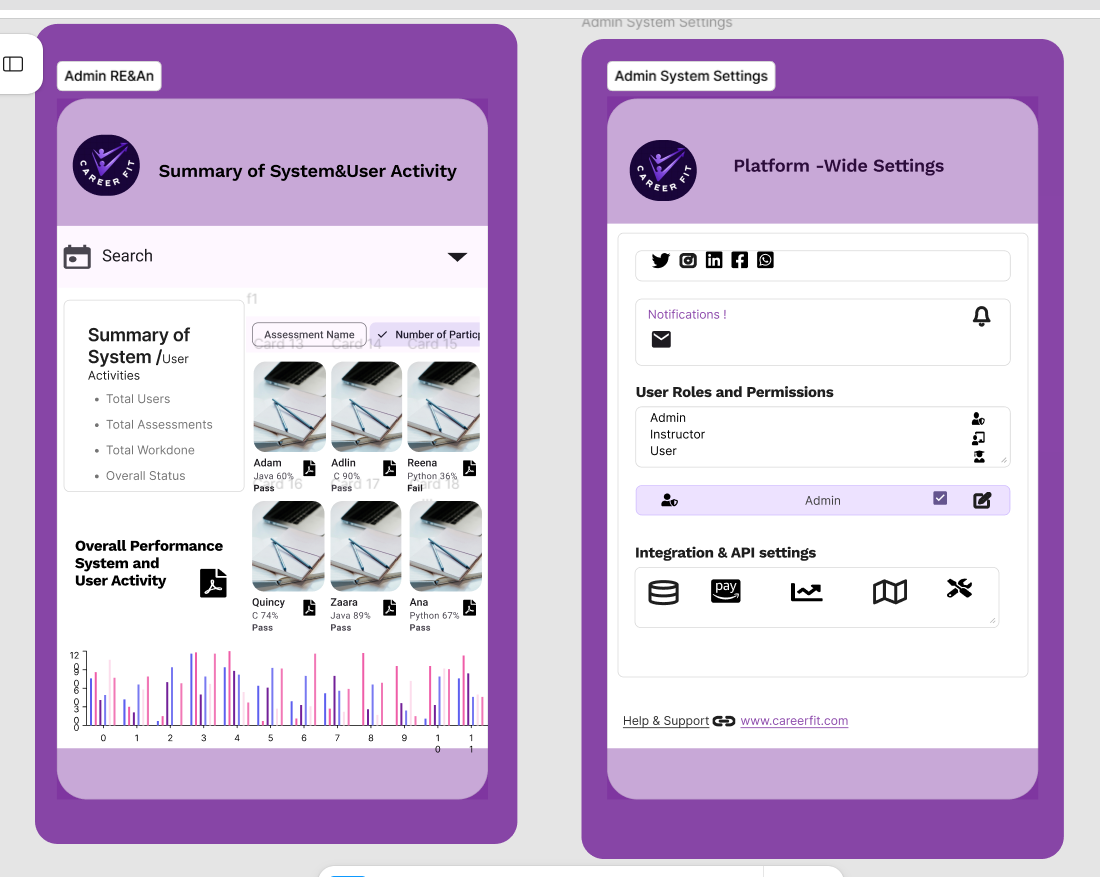 Admin System Settings
Admin RE&An
CAREER FIT
Summary of System&User Activity
Search
f1
Summary of
System /User
Activities
Total Users
Total Assessments
Total Workdone
Overall Status
Assessment Name
Number of Particip
Card 13
Card 14
Card 15
Adam
Java 60%
Pass
Adlin
C 90%
Pass
Reena
Python 36%
Fail
Card 16
Card 17
Card 18
Overall Performance
System and
User Activity
Quincy
C 74%
Pass
Zaara
Java 89%
Pass
Ana
Python 67%
Pass
12
0
9
0
6
0
3
0
0
0 1 2 3 4 5 6 7 8 9 10 11
Admin System Settings
CAREER FIT
Platform -Wide Settings
Notifications !
User Roles and Permissions
Admin
Instructor
User
Admin
Integration & API settings
pay
Help & Support
www.careerfit.com